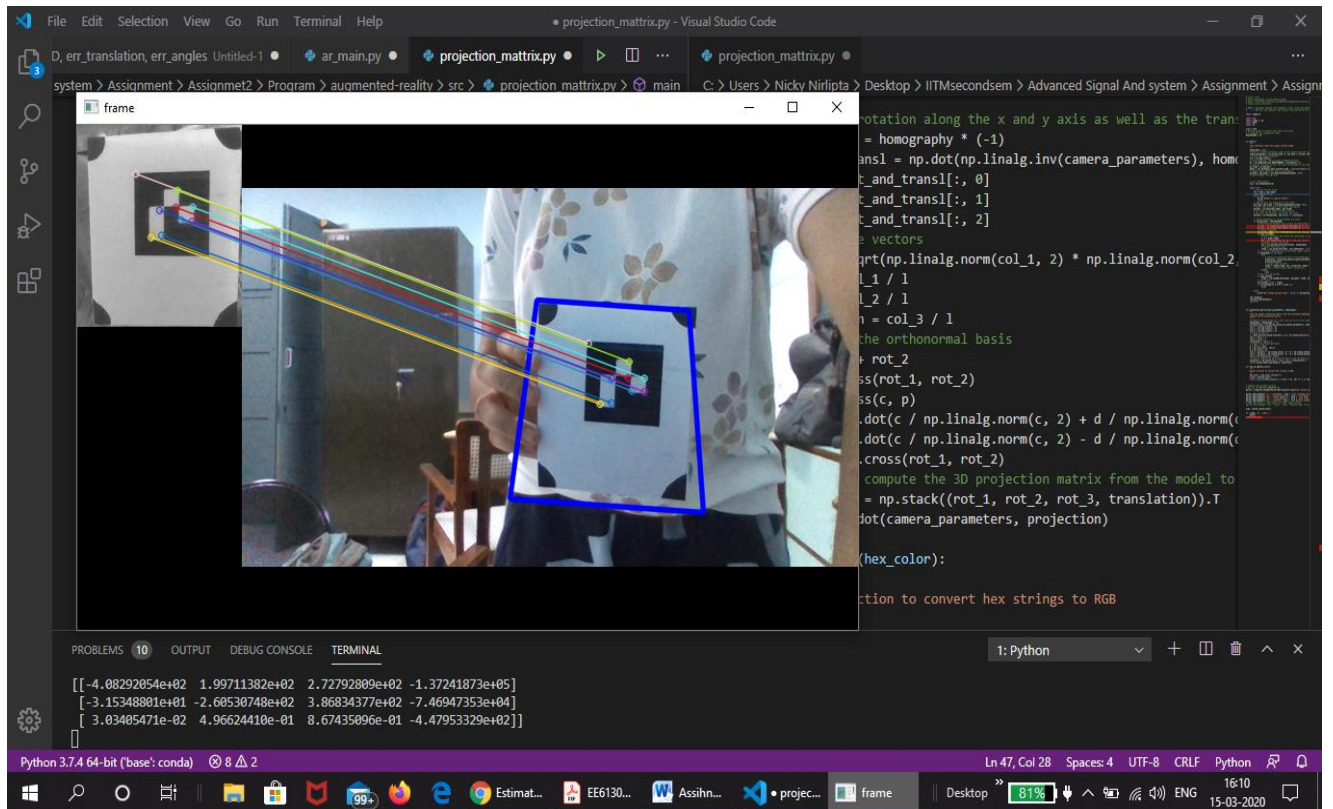 File Edit Selection View Go Run Terminal Help
● projection_mattrix.py - Visual Studio Code
D, err_translation, err_angles Untitled-1 ● ar_main.py ● projection_mattrix.py ● ... projection_mattrix.py ● ...
3
system > Assignment > Assignmet2 > Program > augmented-reality > src > projection_mattrix.py > main
C: > Users > Nicky Nirlipta > Desktop > IITMsecondsem > Advanced Signal And system > Assignment > Assignm
frame
rotation along the x and y axis as well as the trans
= homography * (-1)
ansl = np.dot(np.linalg.inv(camera_parameters), homo
t_and_transl[:, 0]
t_and_transl[:, 1]
t_and_transl[:, 2]
e vectors
qrt(np.linalg.norm(col_1, 2) * np.linalg.norm(col_2,
l_1 / l
l_2 / l
n = col_3 / l
the orthonormal basis
+ rot_2
ss(rot_1, rot_2)
ss(c, p)
.dot(c / np.linalg.norm(c, 2) + d / np.linalg.norm(d
.dot(c / np.linalg.norm(c, 2) - d / np.linalg.norm(d
.cross(rot_1, rot_2)
compute the 3D projection matrix from the model to
= np.stack((rot_1, rot_2, rot_3, translation)).T
dot(camera_parameters, projection)
(hex_color):
ction to convert hex strings to RGB
PROBLEMS 10 OUTPUT DEBUG CONSOLE TERMINAL 1: Python
[[-4.08292054e+02 1.99711382e+02 2.72792809e+02 -1.37241873e+05]
[-3.15348801e+01 -2.60530748e+02 3.86834377e+02 -7.46947353e+04]
[ 3.03405471e-02 4.96624410e-01 8.67435096e-01 -4.47953329e+02]]
Python 3.7.4 64-bit ('base': conda) 8 2 Ln 47, Col 28 Spaces: 4 UTF-8 CRLF Python
99+ Estimat... EE6130... Assihn... ● projec... frame Desktop » 81% ENG 16:10
15-03-2020